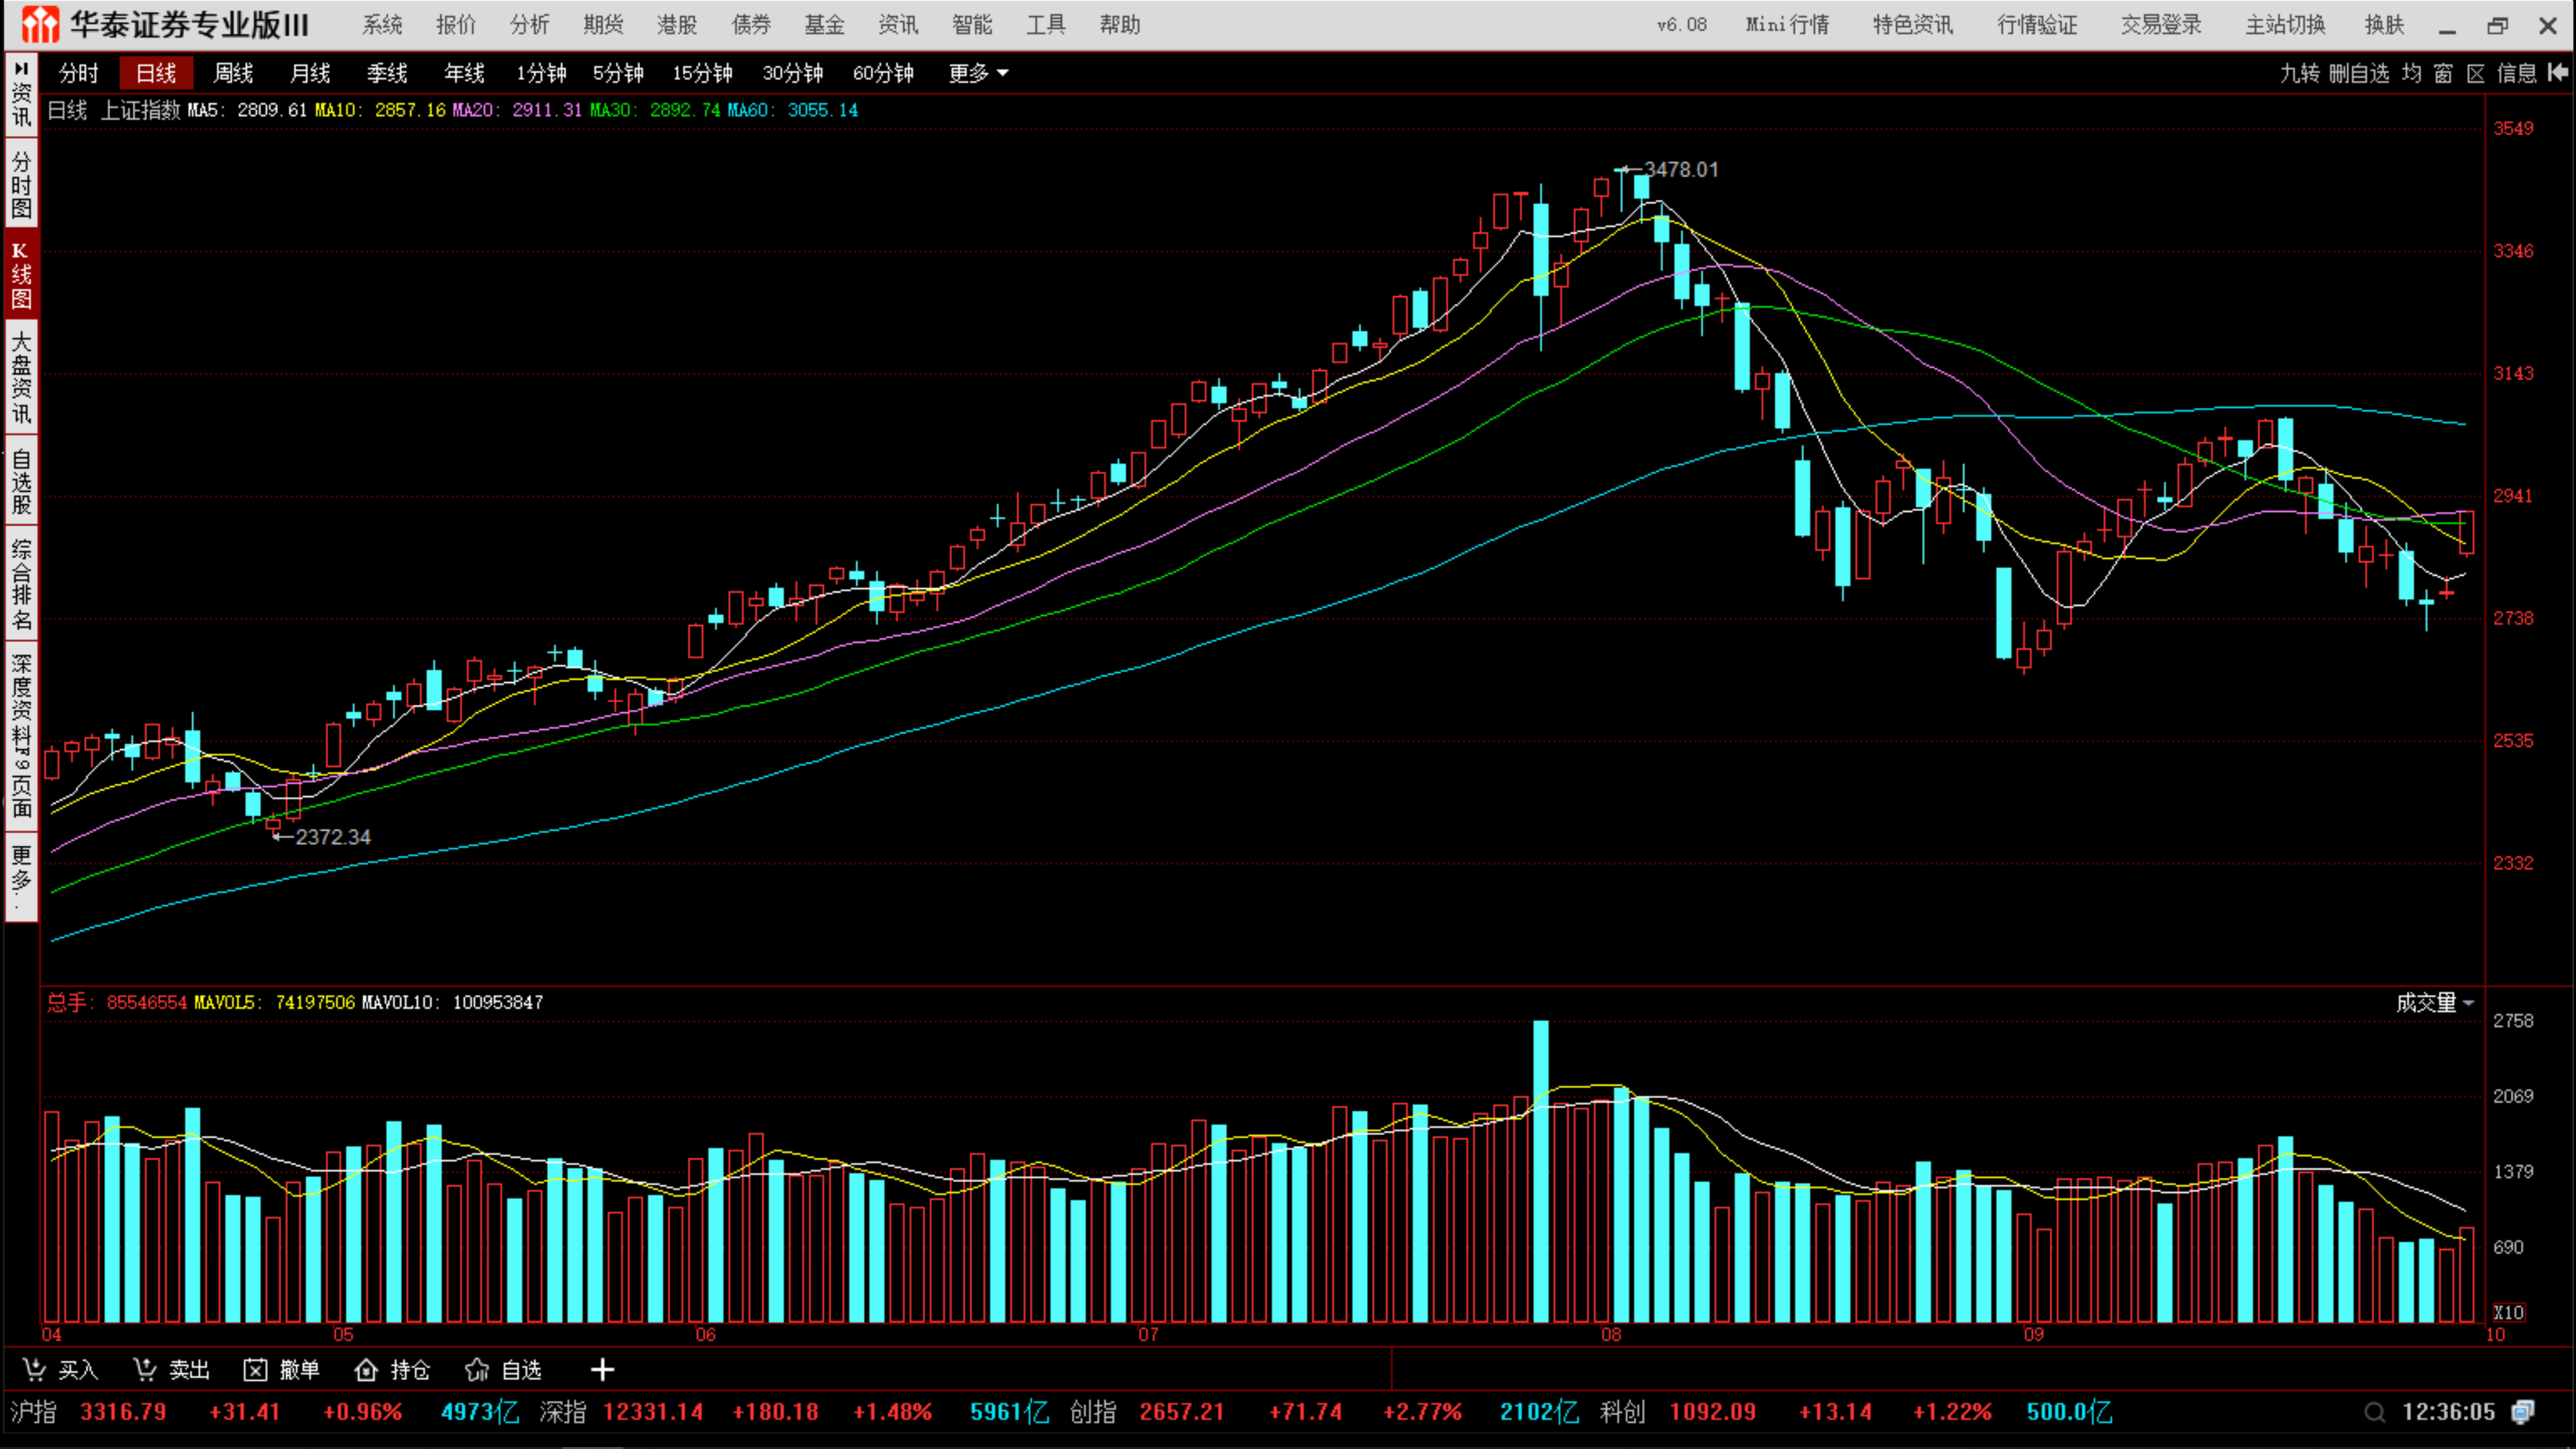 华泰证券专业版III 系统 报价 分析 期货 港股 债券 基金 资讯 智能 工具 帮助 v6.08 Mini行情 特色资讯 行情验证 交易登录 主站切换 换肤
分时 日线 周线 月线 季线 年线 1分钟 5分钟 15分钟 30分钟 60分钟 更多 九转 删自选 均 窗 区 信息
日线 上证指数 MA5: 2809.61 MA10: 2857.16 MA20: 2911.31 MA30: 2892.74 MA60: 3055.14
资讯
分时图
K线图
大盘资讯
自选股
综合排名
深度资料F9页面
更多..
3549
3478.01
3346
3143
2941
2738
2535
2372.34
2332
总手: 85546554 MAVOL5: 74197506 MAVOL10: 100953847 成交量
2758
2069
1379
690
X10
04 05 06 07 08 09 10
买入 卖出 撤单 持仓 自选 +
沪指 3316.79 +31.41 +0.96% 4973亿 深指 12331.14 +180.18 +1.48% 5961亿 创指 2657.21 +71.74 +2.77% 2102亿 科创 1092.09 +13.14 +1.22% 500.0亿 12:36:05